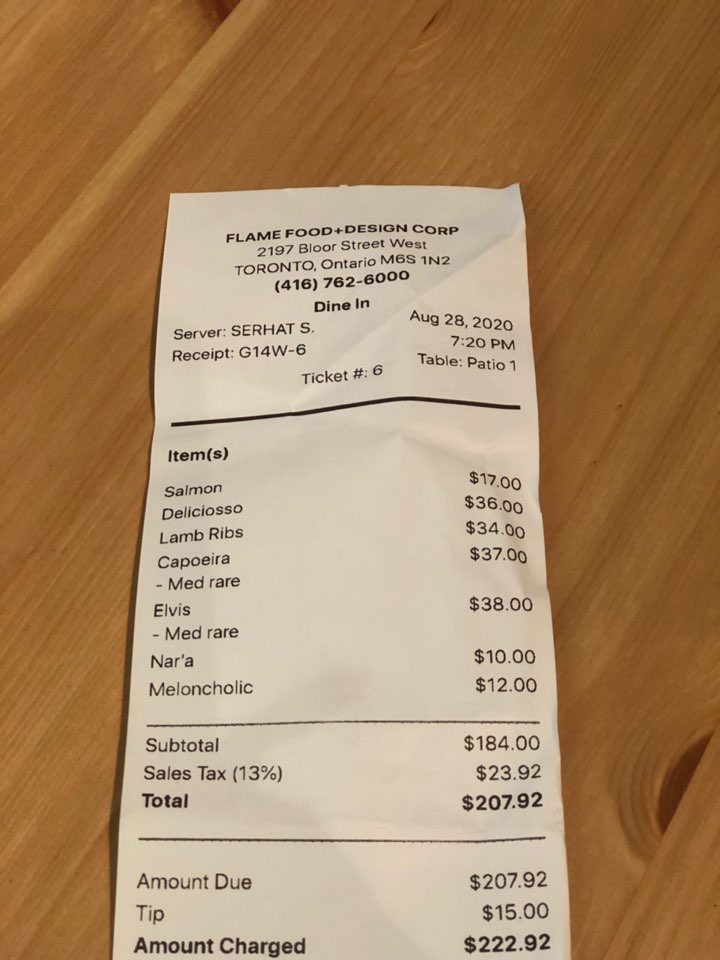 FLAME FOOD+DESIGN CORP
2197 Bloor Street West
TORONTO, Ontario M6S 1N2
(416) 762-6000
Dine In
Server: SERHAT S. Aug 28, 2020
Receipt: G14W-6 7:20 PM
Table: Patio 1
Ticket #: 6
Item(s)
Salmon $17.00
Deliciosso $36.00
Lamb Ribs $34.00
Capoeira $37.00
- Med rare
Elvis $38.00
- Med rare
Nar'a $10.00
Meloncholic $12.00
Subtotal $184.00
Sales Tax (13%) $23.92
Total $207.92
Amount Due $207.92
Tip $15.00
Amount Charged $222.92